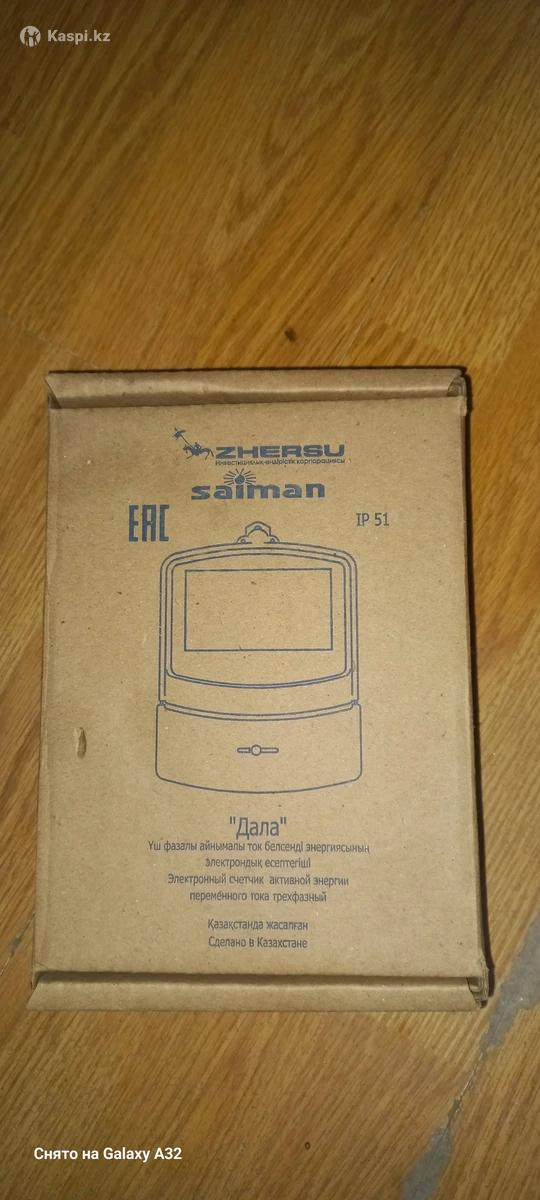 Kaspi.kz
ZHERSU
Инвестициялық-өндірістік корпорациясы
saiman
EAC
IP 51
"Дала"
Үш фазалы айнымалы ток белсенді энергиясының
электрондық есептегіші
Электронный счетчик активной энергии
переменного тока трехфазный
Қазақстанда жасалған
Сделано в Казахстане
Снято на Galaxy A32